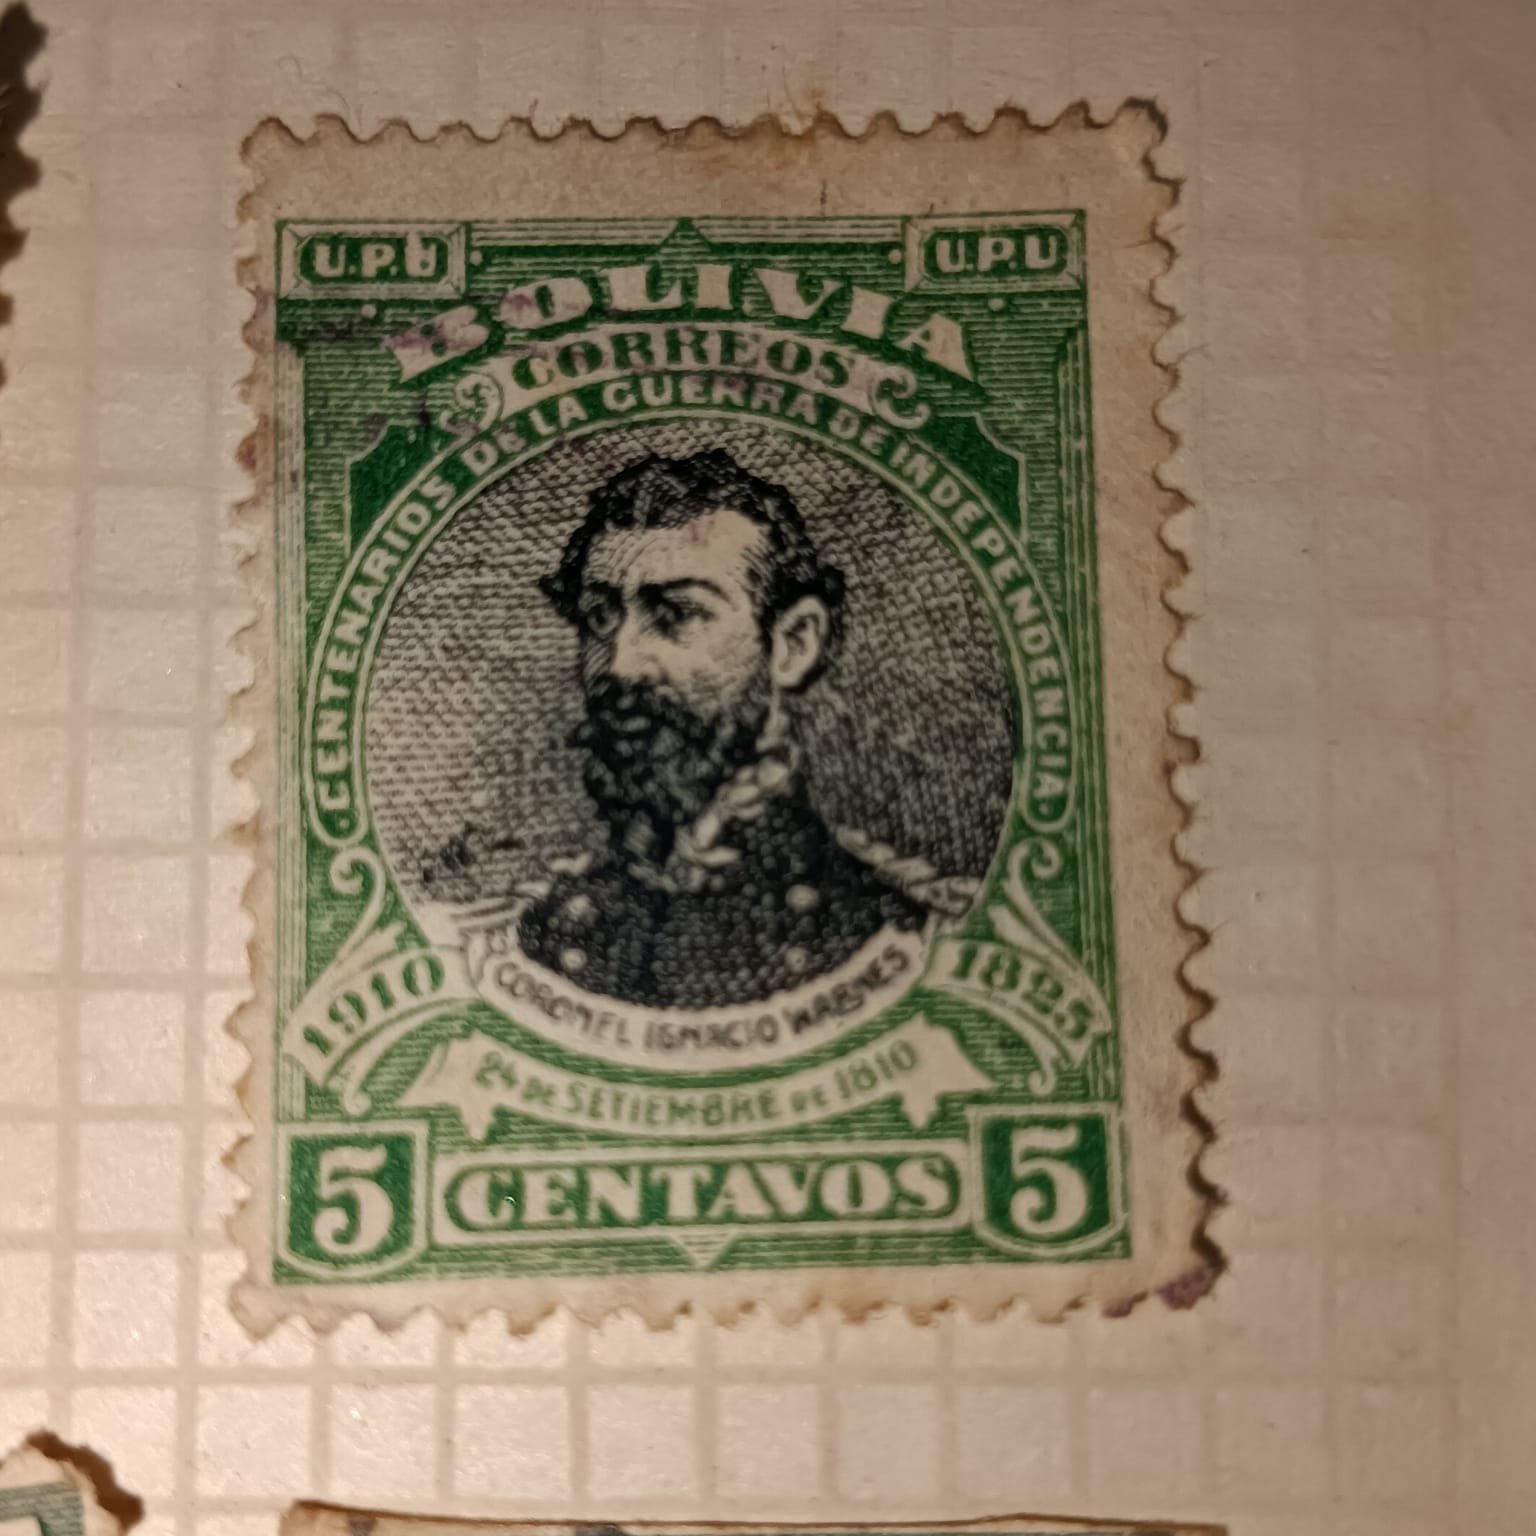 U.P.U
U.P.U
BOLIVIA
CORREOS
CENTENARIOS DE LA GUERRA DE INDEPENDENCIA
1910
1825
CORONEL IGNACIO WARNES
24 DE SETIEMBRE DE 1810
5 CENTAVOS 5